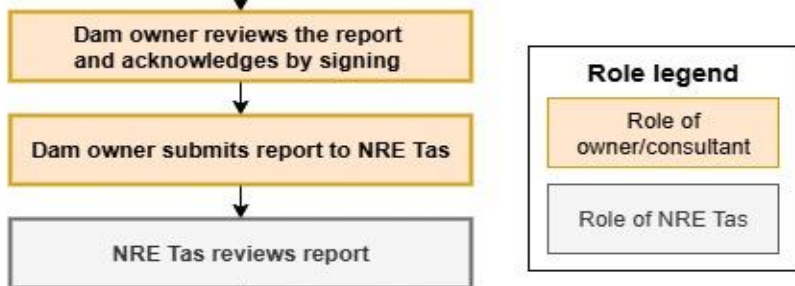 Dam owner reviews the report
and acknowledges by signing
Dam owner submits report to NRE Tas
NRE Tas reviews report
Role legend
Role of
owner/consultant
Role of NRE Tas